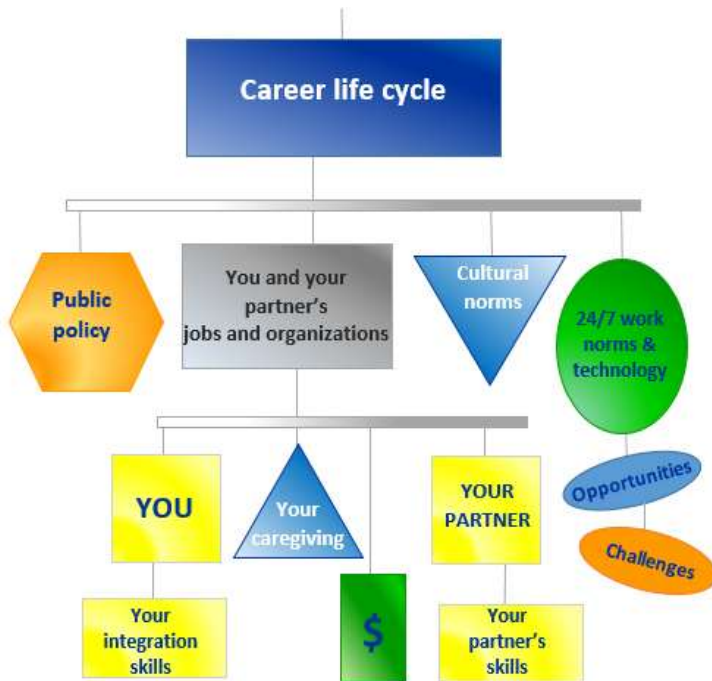 Career life cycle
Public
policy
You and your
partner's
jobs and organizations
Cultural
norms
24/7 work
norms &
technology
YOU
Your
caregiving
YOUR
PARTNER
Opportunities
Challenges
Your
integration
skills
$
Your
partner's
skills